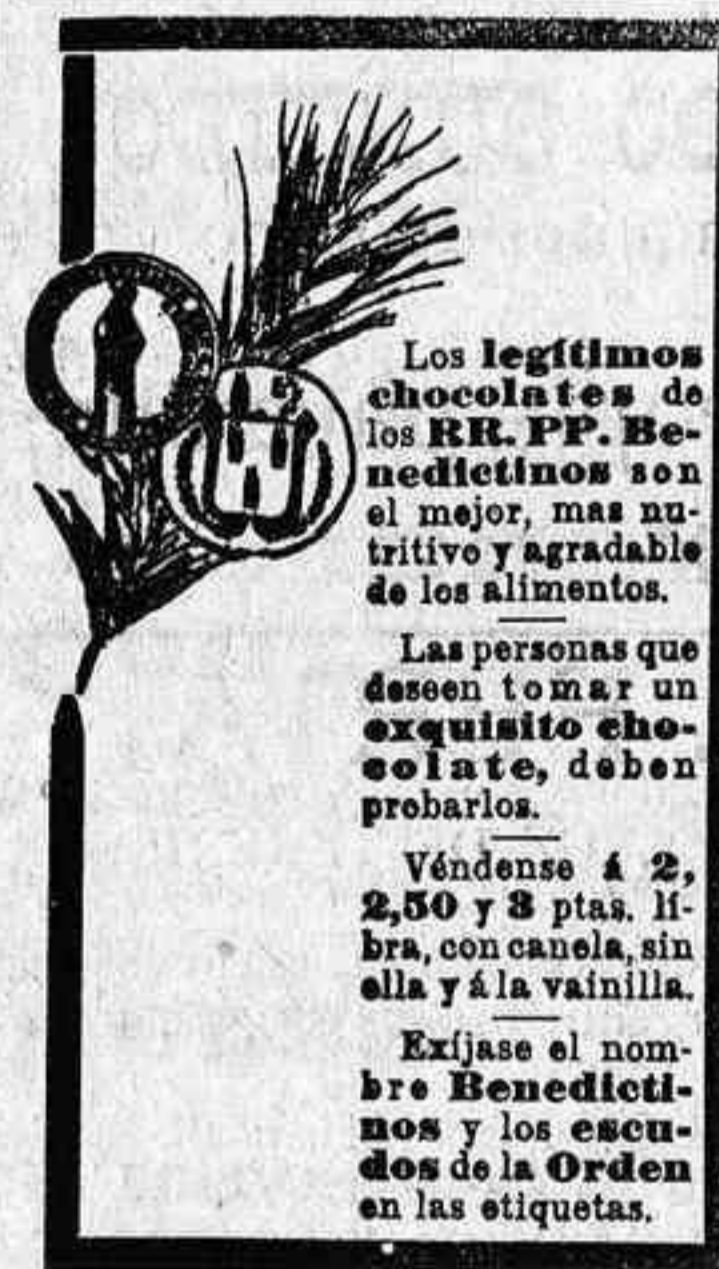 Los legítimos
chocolates de
los RR. PP. Be-
nedictinos son
el mejor, mas nu-
tritivo y agradable
de los alimentos.
Las personas que
deseen tomar un
exquisito cho-
colate, deben
probarlos.
Véndense á 2,
2,50 y 3 ptas. lí-
bra, con canela, sin
ella y á la vainilla.
Exíjase el nom-
bre Benedicti-
nos y los escu-
dos de la Orden
en las etiquetas.